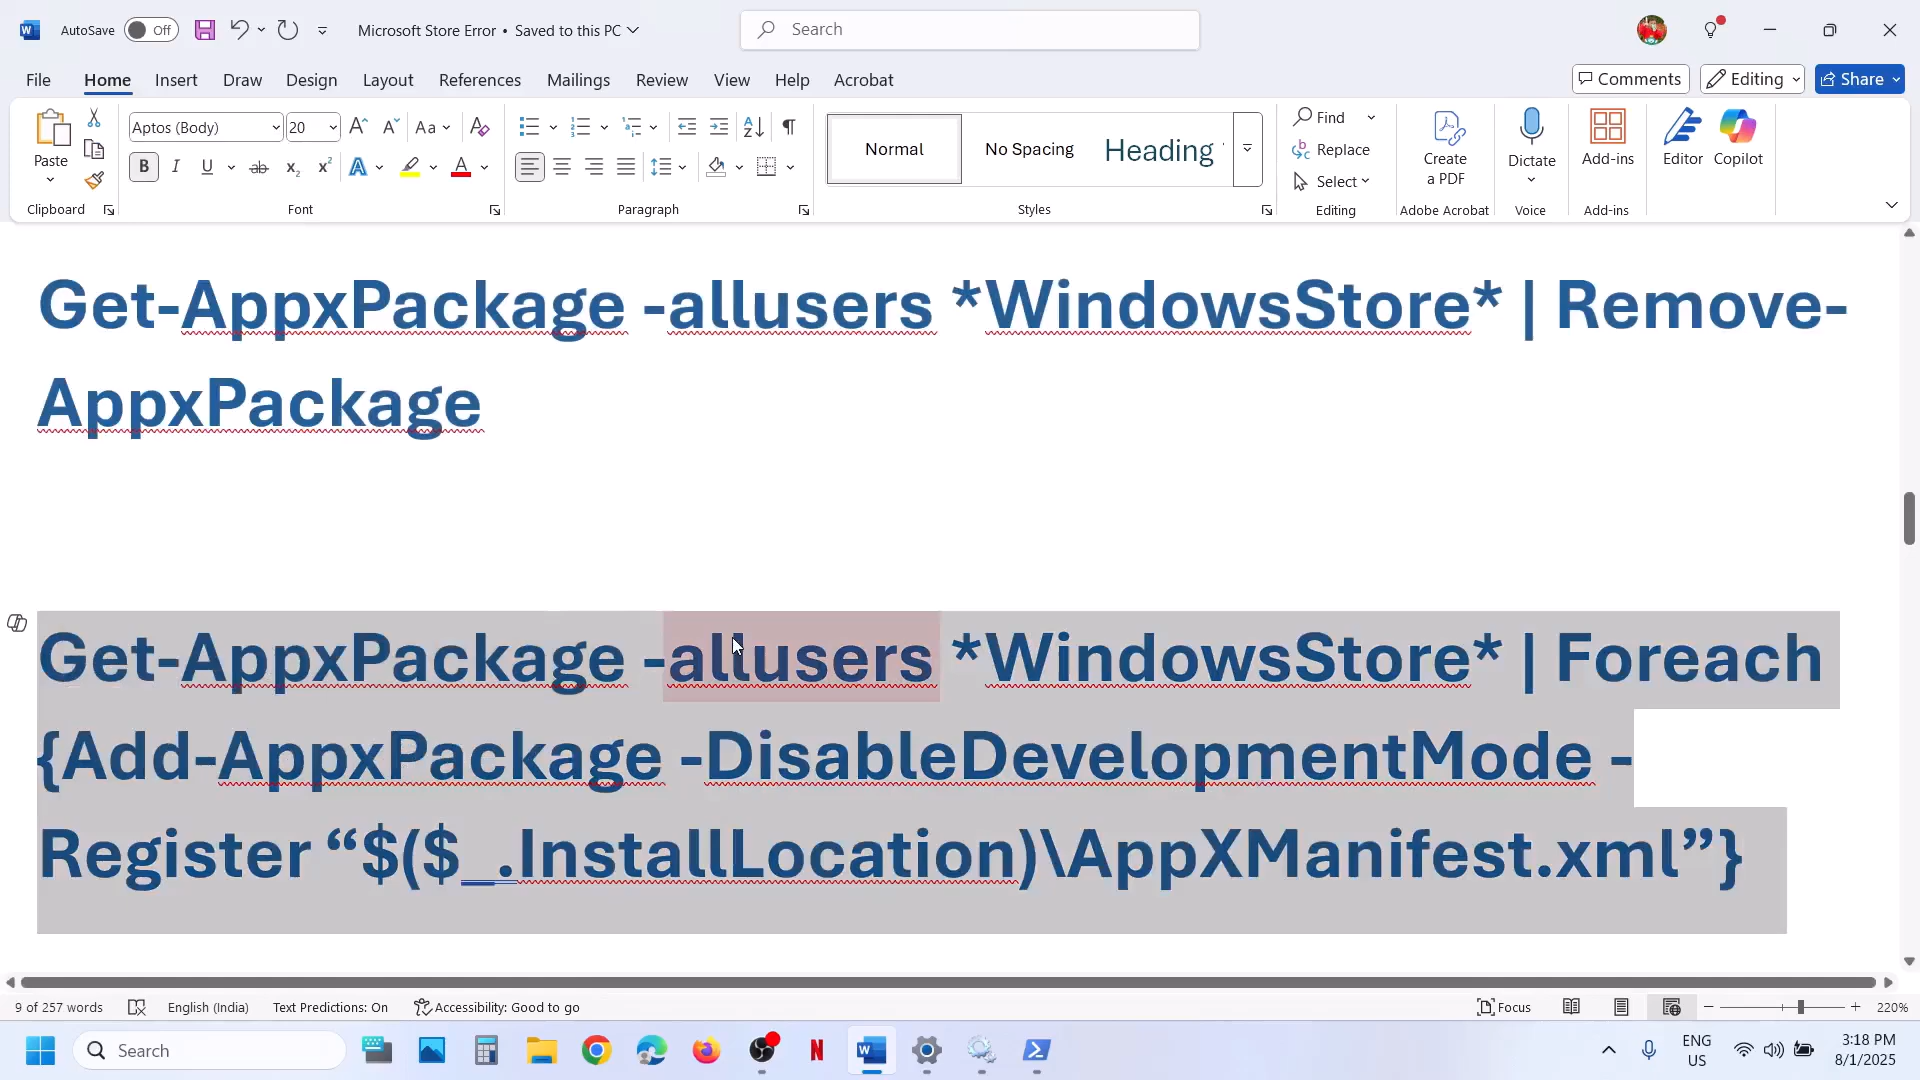 AutoSave Off Microsoft Store Error • Saved to this PC Search
File Home Insert Draw Design Layout References Mailings Review View Help Acrobat Comments Editing Share
Paste
Clipboard
Aptos (Body) 20
Font
Paragraph
Normal No Spacing Heading
Styles
Find
Replace
Select
Editing
Create
a PDF
Adobe Acrobat
Dictate
Voice
Add-ins
Add-ins
Editor Copilot
Get-AppxPackage -allusers *WindowsStore* | Remove-
AppxPackage
Get-AppxPackage -allusers *WindowsStore* | Foreach
{Add-AppxPackage -DisableDevelopmentMode -
Register “$($_.InstallLocation)\AppXManifest.xml”}
9 of 257 words English (India) Text Predictions: On Accessibility: Good to go Focus 220%
Search
ENG
US
3:18 PM
8/1/2025